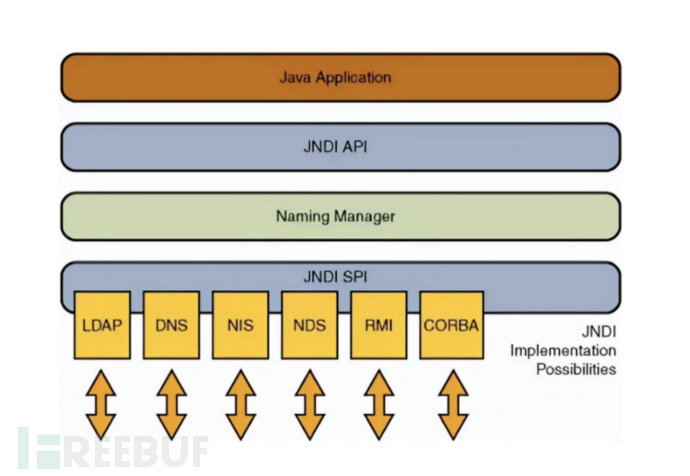 Java Application
JNDI API
Naming Manager
JNDI SPI
LDAP
DNS
NIS
NDS
RMI
CORBA
JNDI
Implementation
Possibilities
FREEBUF